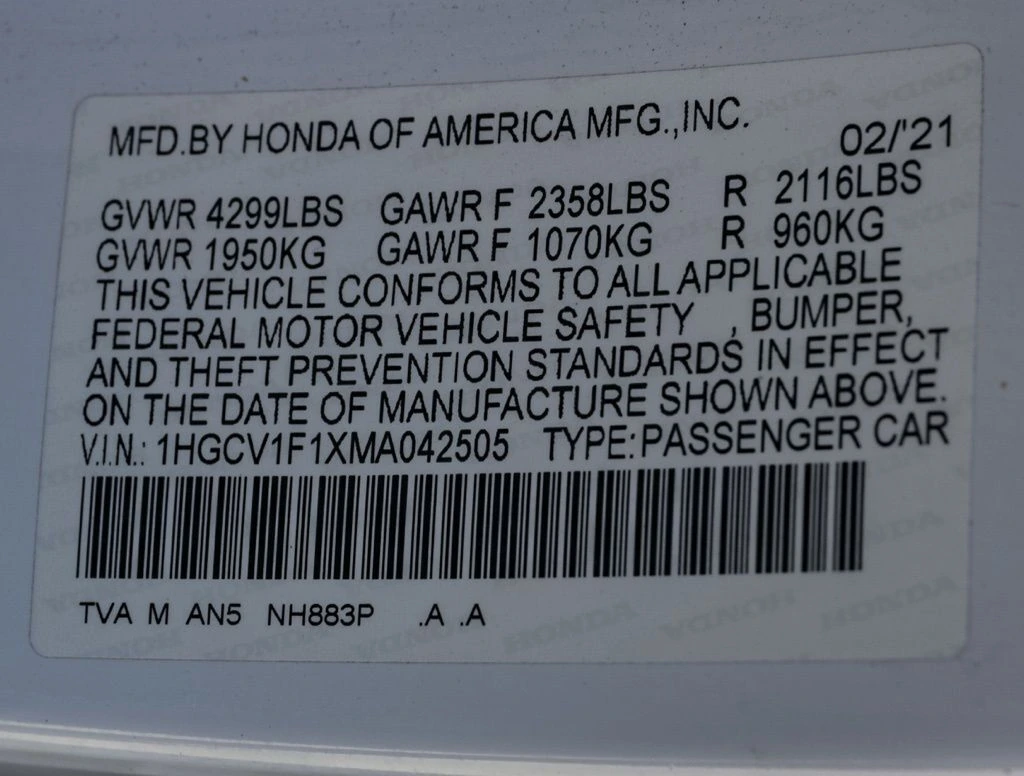 MFD.BY HONDA OF AMERICA MFG.,INC. 02/'21
GVWR 4299LBS GAWR F 2358LBS R 2116LBS
GVWR 1950KG GAWR F 1070KG R 960KG
THIS VEHICLE CONFORMS TO ALL APPLICABLE
FEDERAL MOTOR VEHICLE SAFETY , BUMPER,
AND THEFT PREVENTION STANDARDS IN EFFECT
ON THE DATE OF MANUFACTURE SHOWN ABOVE.
V.I.N.: 1HGCV1F1XMA042505 TYPE:PASSENGER CAR
TVA M AN5 NH883P .A .A